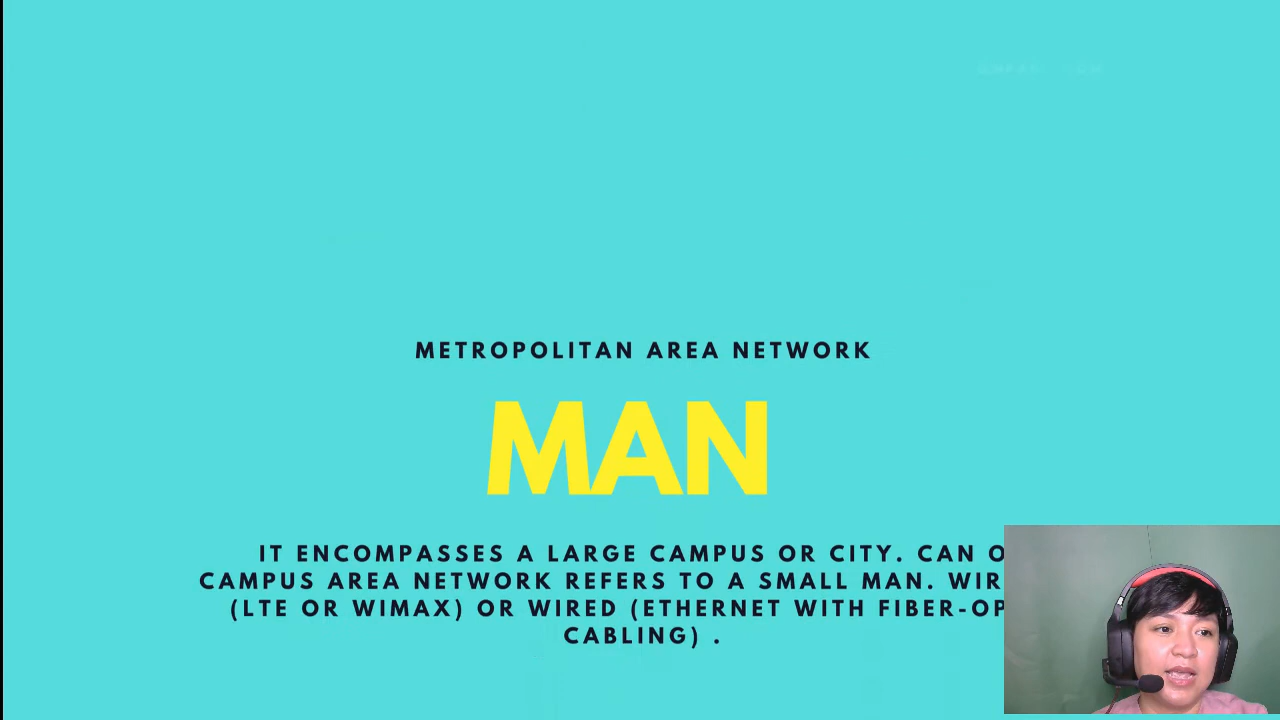 METROPOLITAN AREA NETWORK
MAN
IT ENCOMPASSES A LARGE CAMPUS OR CITY. CAN
CAMPUS AREA NETWORK REFERS TO A SMALL MAN.
(LTE OR WIMAX) OR WIRED (ETHERNET WITH
CABLING) .